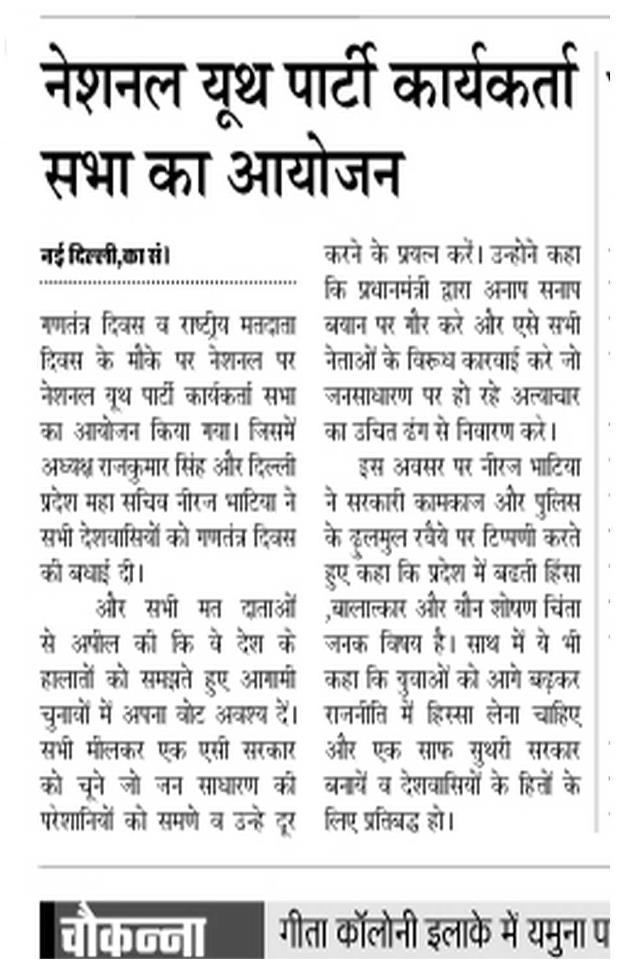 नेशनल यूथ पार्टी कार्यकर्ता
सभा का आयोजन
नई दिल्ली,का सं।
गणतंत्र दिवस व राष्ट्रीय मतदाता
दिवस के मौके पर नेशनल पर
नेशनल यूथ पार्टी कार्यकर्ता सभा
का आयोजन किया गया। जिसमें
अध्यक्ष राजकुमार सिंह और दिल्ली
प्रदेश महा सचिव नीरज भाटिया ने
सभी देशवासियों को गणतंत्र दिवस
की बधाई दी।
और सभी मत दाताओं
से अपील की कि वे देश के
हालातों को समझते हुए आगामी
चुनावों में अपना वोट अवश्य दें।
सभी मीलकर एक एसी सरकार
को चूने जो जन साधारण की
परेशानियों को समणे व उन्हे दूर
करने के प्रयत्न करें। उन्होने कहा
कि प्रधानमंत्री द्वारा अनाप सनाप
बयान पर गौर करे और एसे सभी
नेताओं के विरूध कारवाई करे जो
जनसाधारण पर हो रहे अत्याचार
का उचित ढंग से निवारण करे।
इस अवसर पर नीरज भाटिया
ने सरकारी कामकाज और पुलिस
के ढुलमुल रवैये पर टिप्पणी करते
हुए कहा कि प्रदेश में बढती हिंसा
,बालात्कार और यौन शोषण चिंता
जनक विषय है। साथ में ये भी
कहा कि युवाओं को आगे बढ़कर
राजनीति में हिस्सा लेना चाहिए
और एक साफ सुथरी सरकार
बनायें व देशवासियों के हितों के
लिए प्रतिबद्ध हो।
चौकन्ना
गीता कॉलोनी इलाके में यमुना